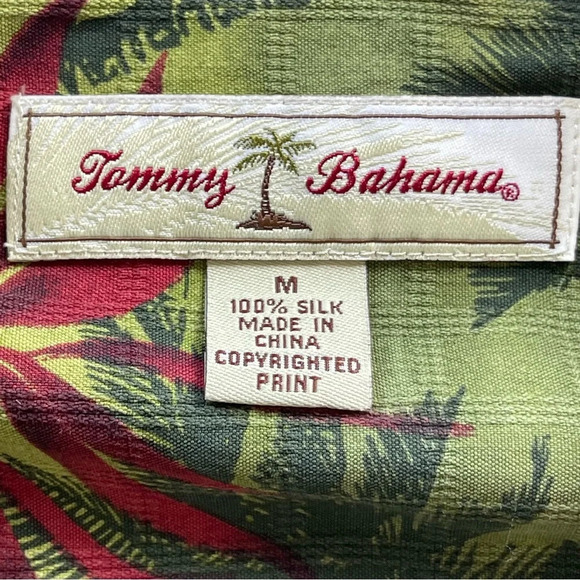 Tommy Bahama®
M
100% SILK
MADE IN
CHINA
COPYRIGHTED
PRINT